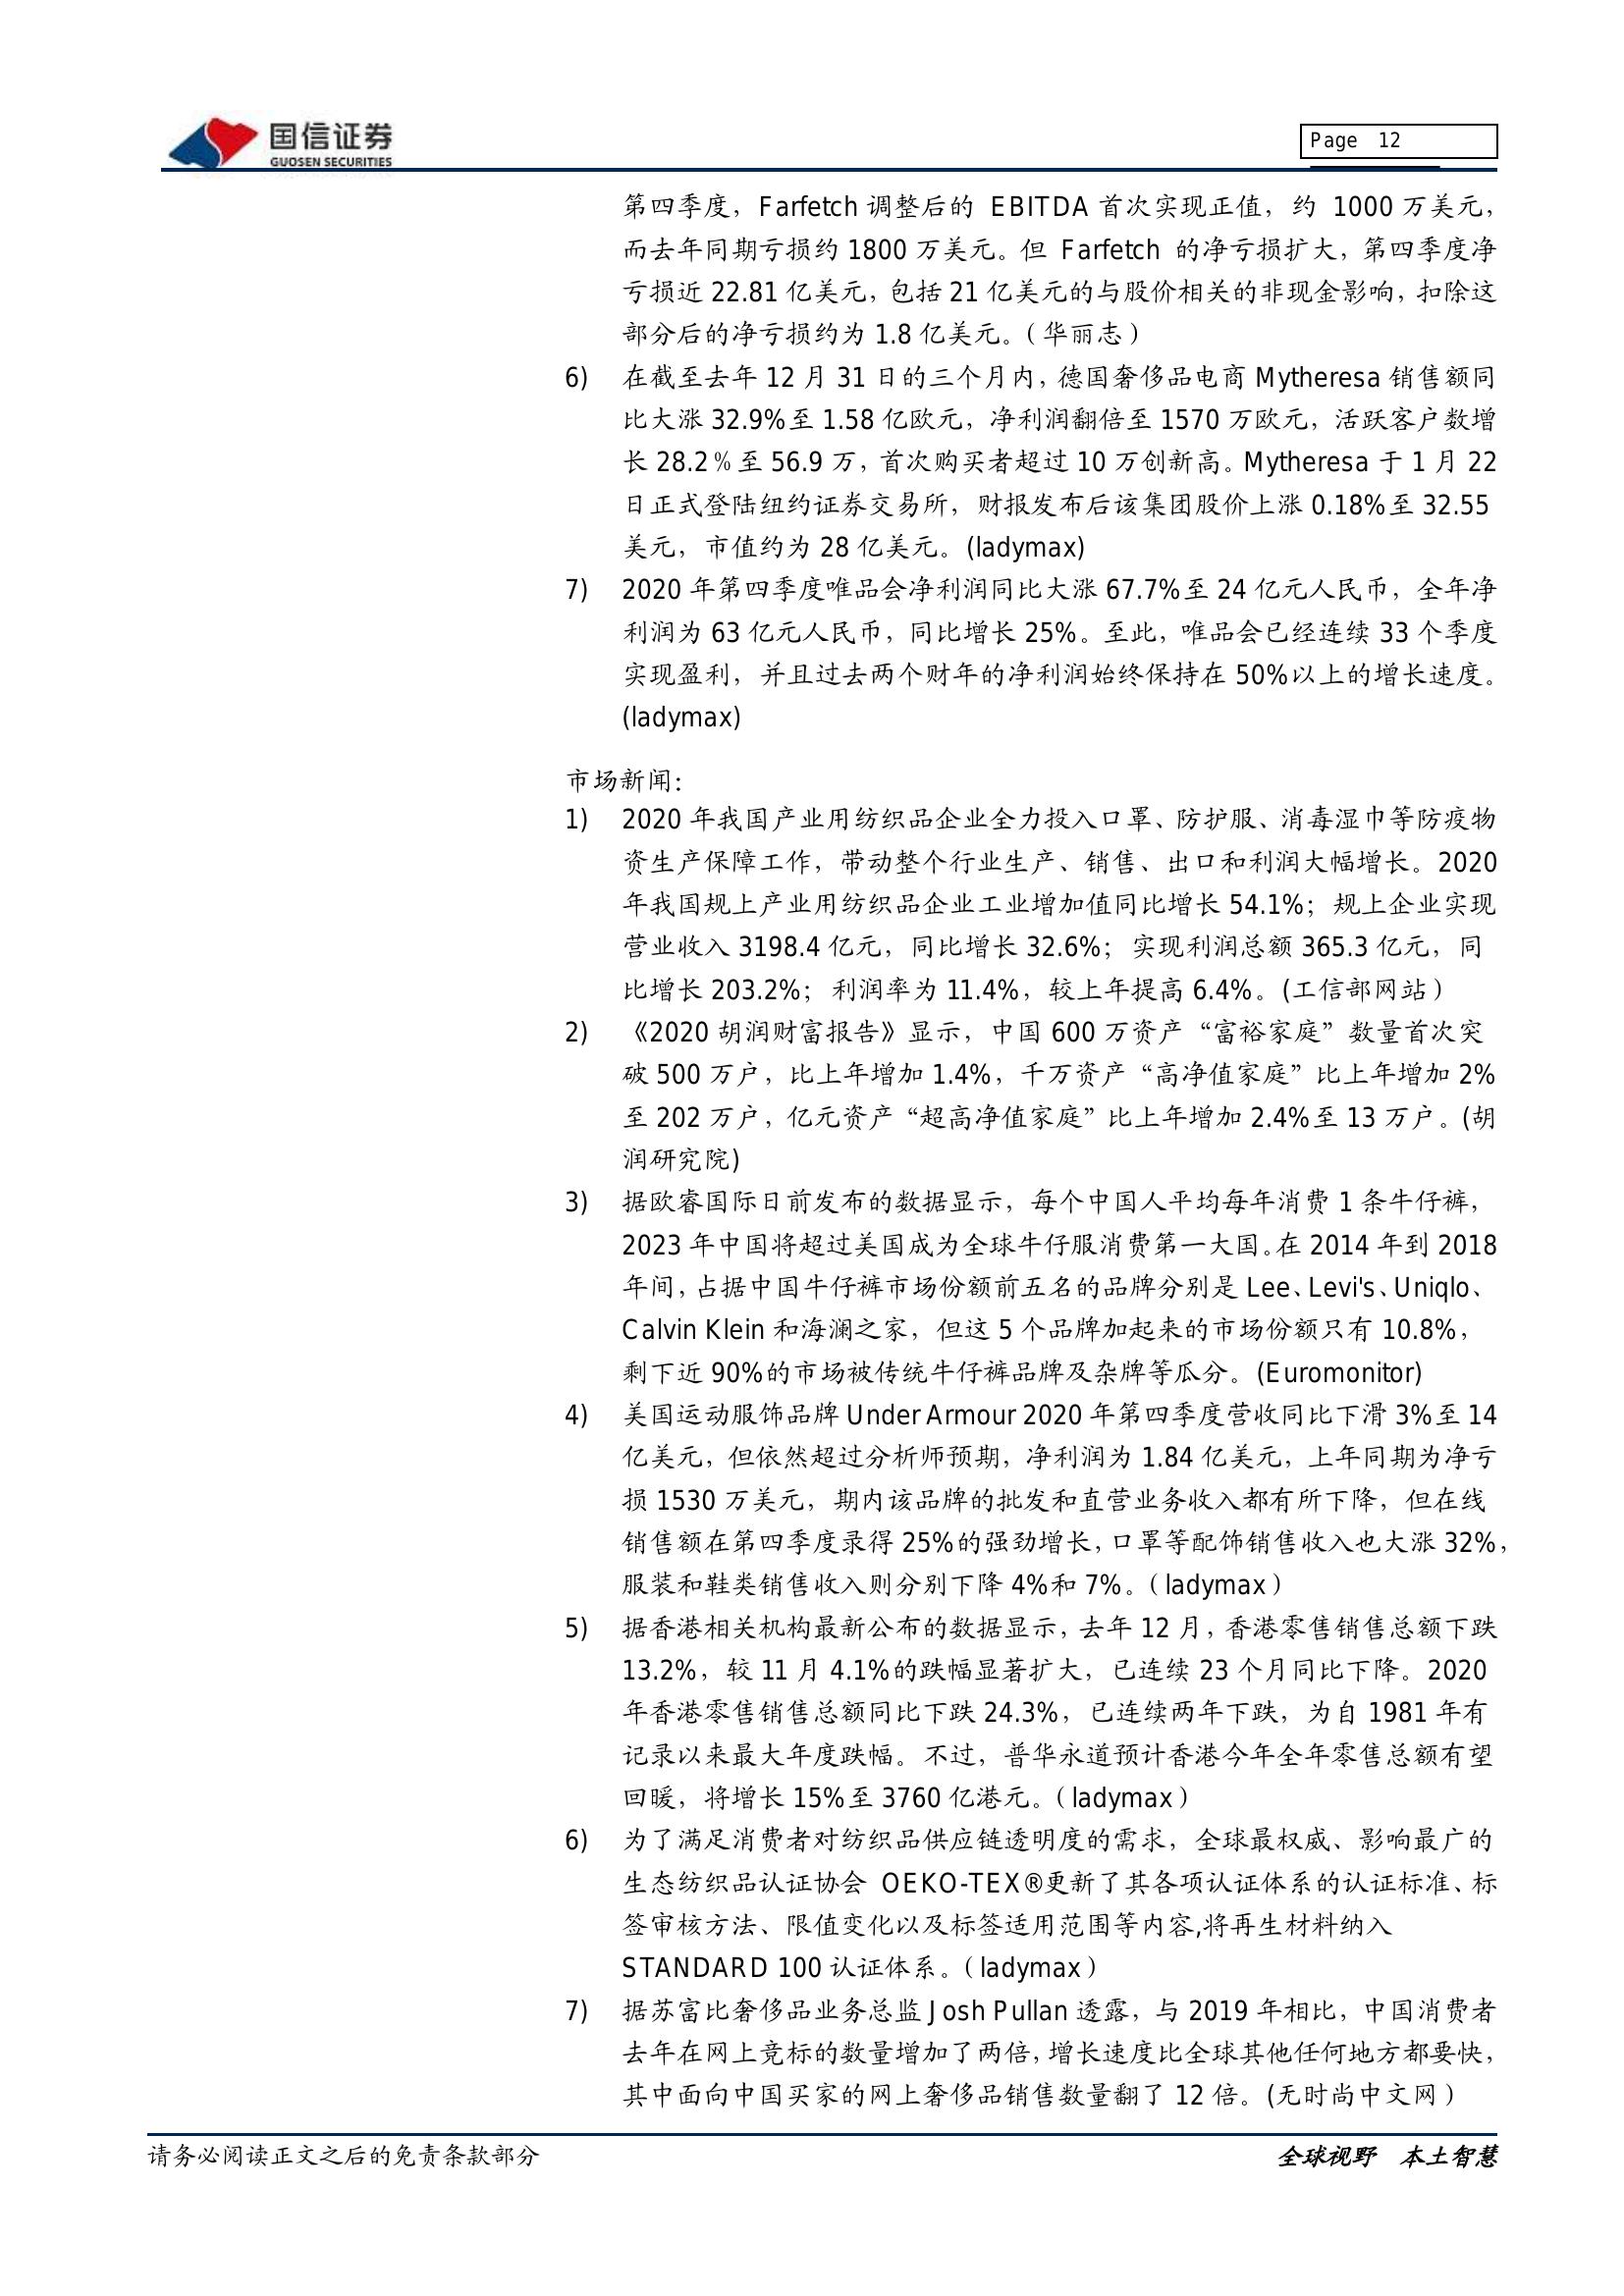 国信证券
GUOSEN SECURITIES
Page 12
第四季度，Farfetch 调整后的 EBITDA 首次实现正值，约 1000 万美元，
而去年同期亏损约 1800 万美元。但 Farfetch 的净亏损扩大，第四季度净
亏损近 22.81 亿美元，包括 21 亿美元的与股价相关的非现金影响，扣除这
部分后的净亏损约为 1.8 亿美元。（华丽志）
6) 在截至去年 12 月 31 日的三个月内，德国奢侈品电商 Mytheresa 销售额同
比大涨 32.9%至 1.58 亿欧元，净利润翻倍至 1570 万欧元，活跃客户数增
长 28.2%至 56.9 万，首次购买者超过 10 万创新高。Mytheresa 于 1 月 22
日正式登陆纽约证券交易所，财报发布后该集团股价上涨 0.18%至 32.55
美元，市值约为 28 亿美元。(ladymax)
7) 2020 年第四季度唯品会净利润同比大涨 67.7%至 24 亿元人民币，全年净
利润为 63 亿元人民币，同比增长 25%。至此，唯品会已经连续 33 个季度
实现盈利，并且过去两个财年的净利润始终保持在 50%以上的增长速度。
(ladymax)
市场新闻：
1) 2020 年我国产业用纺织品企业全力投入口罩、防护服、消毒湿巾等防疫物
资生产保障工作，带动整个行业生产、销售、出口和利润大幅增长。2020
年我国规上产业用纺织品企业工业增加值同比增长 54.1%；规上企业实现
营业收入 3198.4 亿元，同比增长 32.6%；实现利润总额 365.3 亿元，同
比增长 203.2%；利润率为 11.4%，较上年提高 6.4%。(工信部网站）
2) 《2020 胡润财富报告》显示，中国 600 万资产“富裕家庭”数量首次突
破 500 万户，比上年增加 1.4%，千万资产“高净值家庭”比上年增加 2%
至 202 万户，亿元资产“超高净值家庭”比上年增加 2.4%至 13 万户。(胡
润研究院)
3) 据欧睿国际日前发布的数据显示，每个中国人平均每年消费 1 条牛仔裤，
2023 年中国将超过美国成为全球牛仔服消费第一大国。在 2014 年到 2018
年间，占据中国牛仔裤市场份额前五名的品牌分别是 Lee、Levi's、Uniqlo、
Calvin Klein 和海澜之家，但这 5 个品牌加起来的市场份额只有 10.8%，
剩下近 90%的市场被传统牛仔裤品牌及杂牌等瓜分。(Euromonitor)
4) 美国运动服饰品牌 Under Armour 2020 年第四季度营收同比下滑 3%至 14
亿美元，但依然超过分析师预期，净利润为 1.84 亿美元，上年同期为净亏
损 1530 万美元，期内该品牌的批发和直营业务收入都有所下降，但在线
销售额在第四季度录得 25%的强劲增长，口罩等配饰销售收入也大涨 32%，
服装和鞋类销售收入则分别下降 4%和 7%。（ladymax）
5) 据香港相关机构最新公布的数据显示，去年 12 月，香港零售销售总额下跌
13.2%，较 11 月 4.1%的跌幅显著扩大，已连续 23 个月同比下降。2020
年香港零售销售总额同比下跌 24.3%，已连续两年下跌，为自 1981 年有
记录以来最大年度跌幅。不过，普华永道预计香港今年全年零售总额有望
回暖，将增长 15%至 3760 亿港元。（ladymax）
6) 为了满足消费者对纺织品供应链透明度的需求，全球最权威、影响最广的
生态纺织品认证协会 OEKO-TEX®更新了其各项认证体系的认证标准、标
签审核方法、限值变化以及标签适用范围等内容,将再生材料纳入
STANDARD 100 认证体系。（ladymax）
7) 据苏富比奢侈品业务总监 Josh Pullan 透露，与 2019 年相比，中国消费者
去年在网上竞标的数量增加了两倍，增长速度比全球其他任何地方都要快，
其中面向中国买家的网上奢侈品销售数量翻了 12 倍。(无时尚中文网）
请务必阅读正文之后的免责条款部分
全球视野 本土智慧